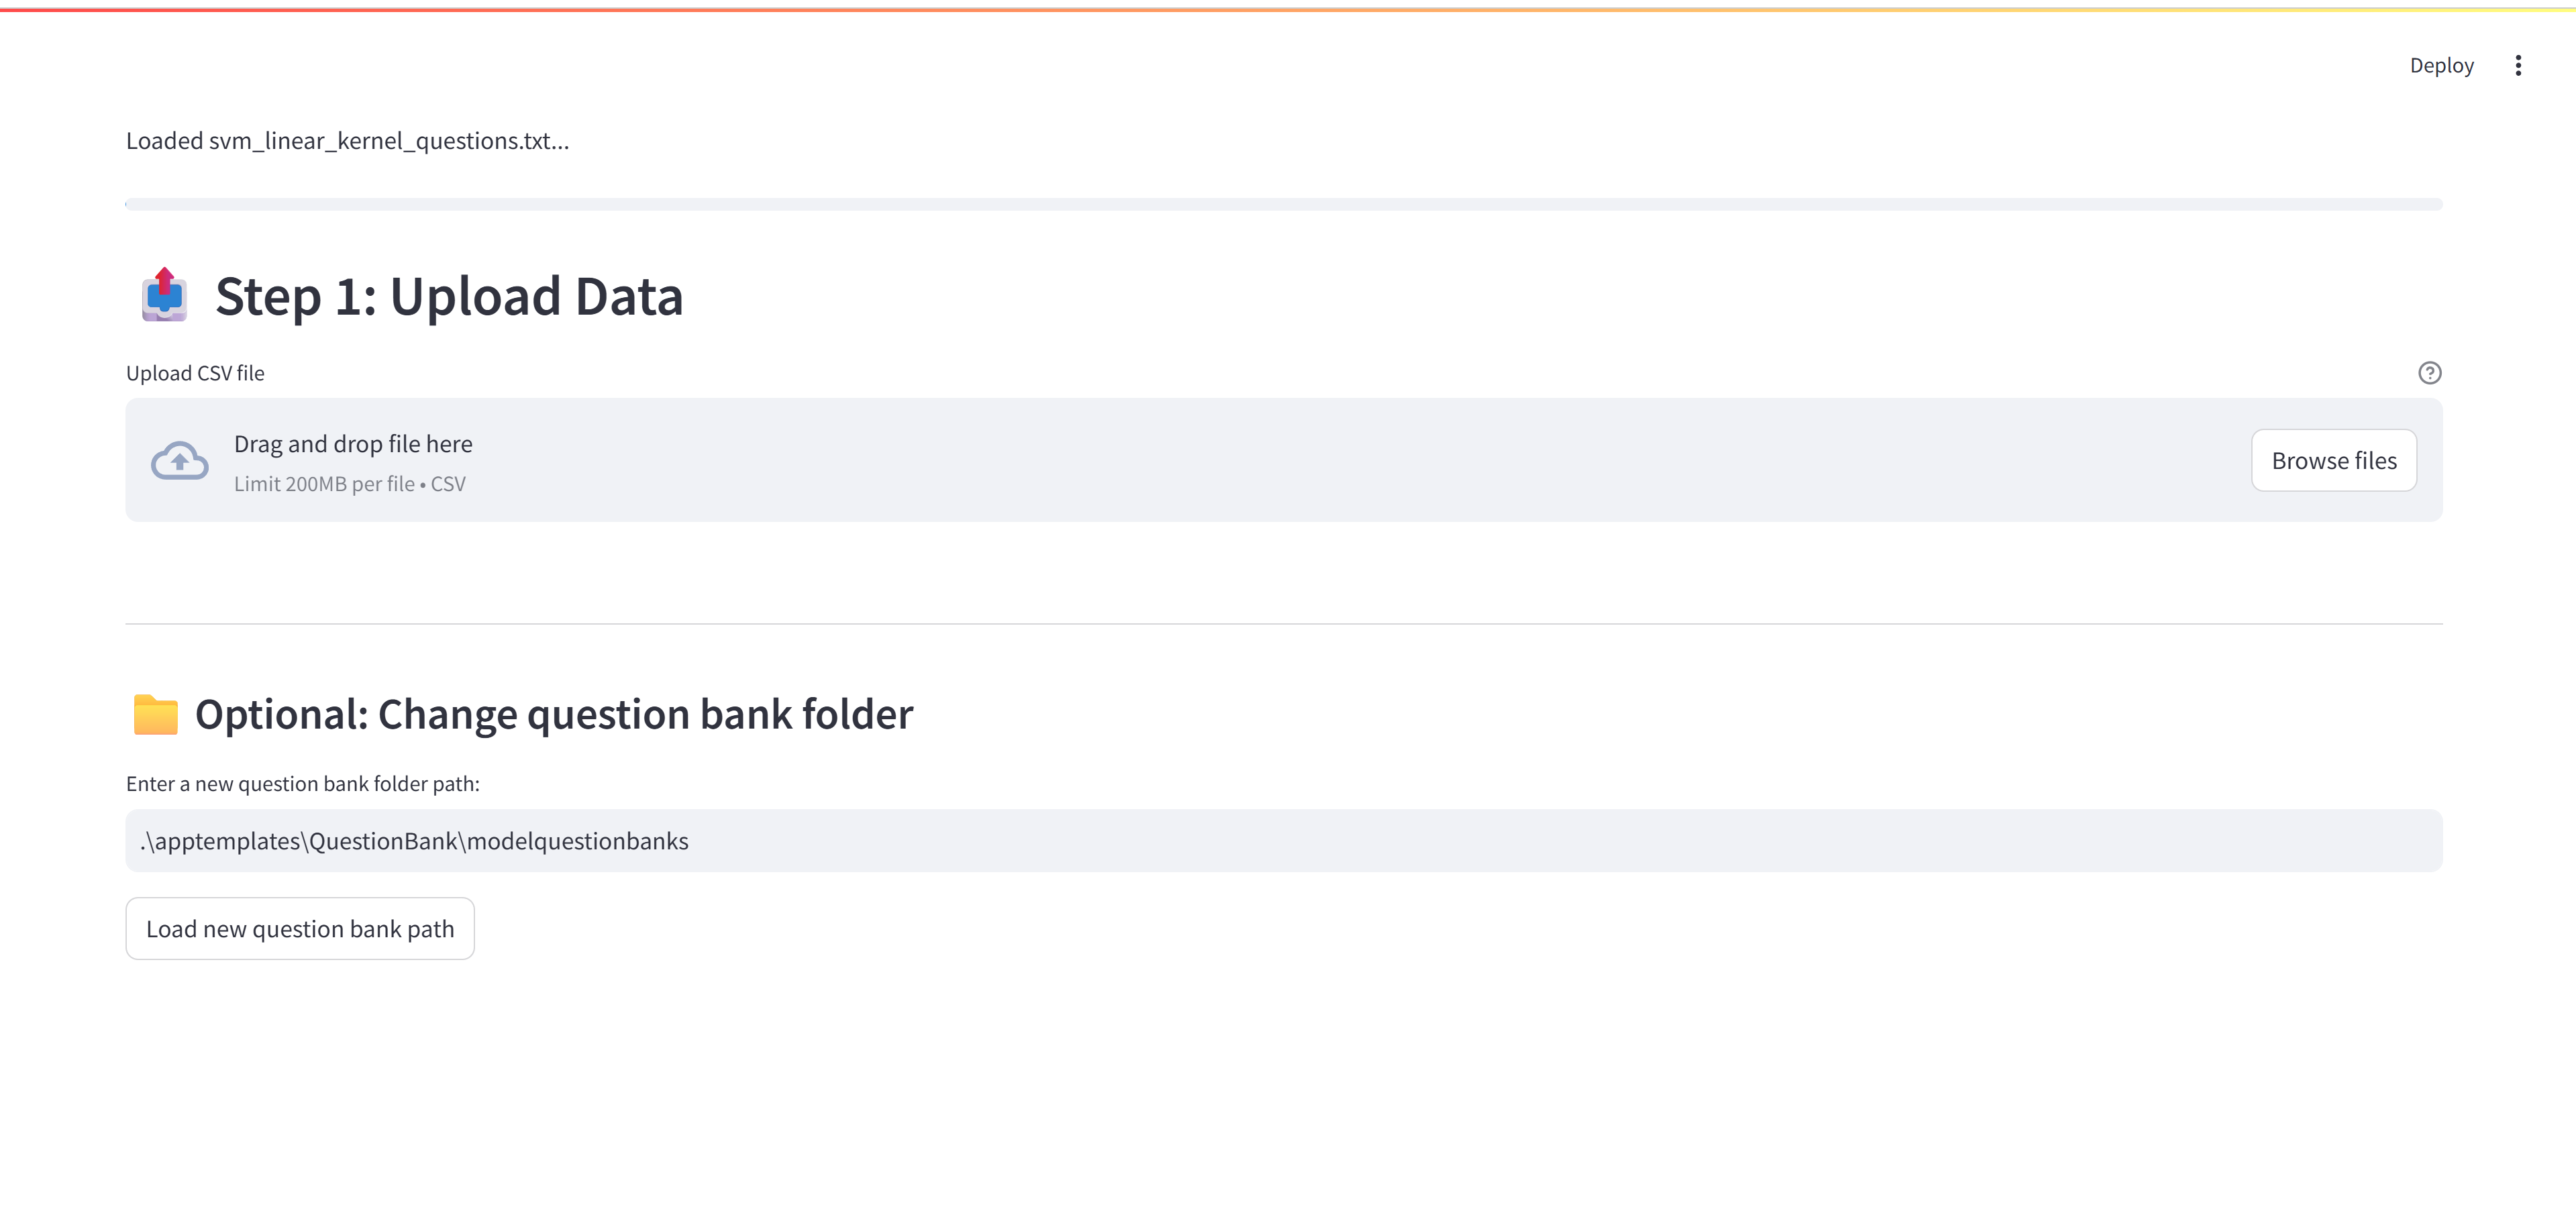 Deploy
Loaded svm_linear_kernel_questions.txt...
Step 1: Upload Data
Upload CSV file
Drag and drop file here
Limit 200MB per file • CSV
Browse files
Optional: Change question bank folder
Enter a new question bank folder path:
.\apptemplates\QuestionBank\modelquestionbanks
Load new question bank path